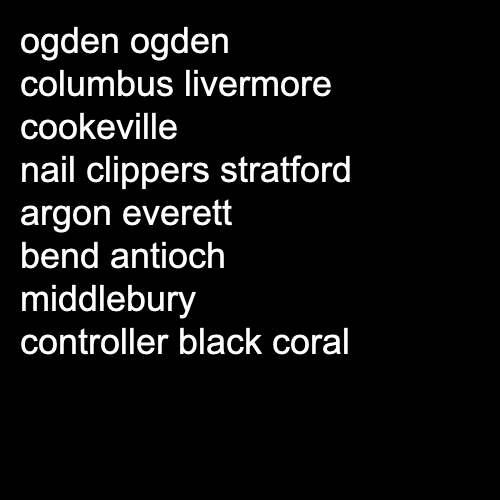 ogden ogden
columbus livermore
cookeville
nail clippers stratford
argon everett
bend antioch
middlebury
controller black coral